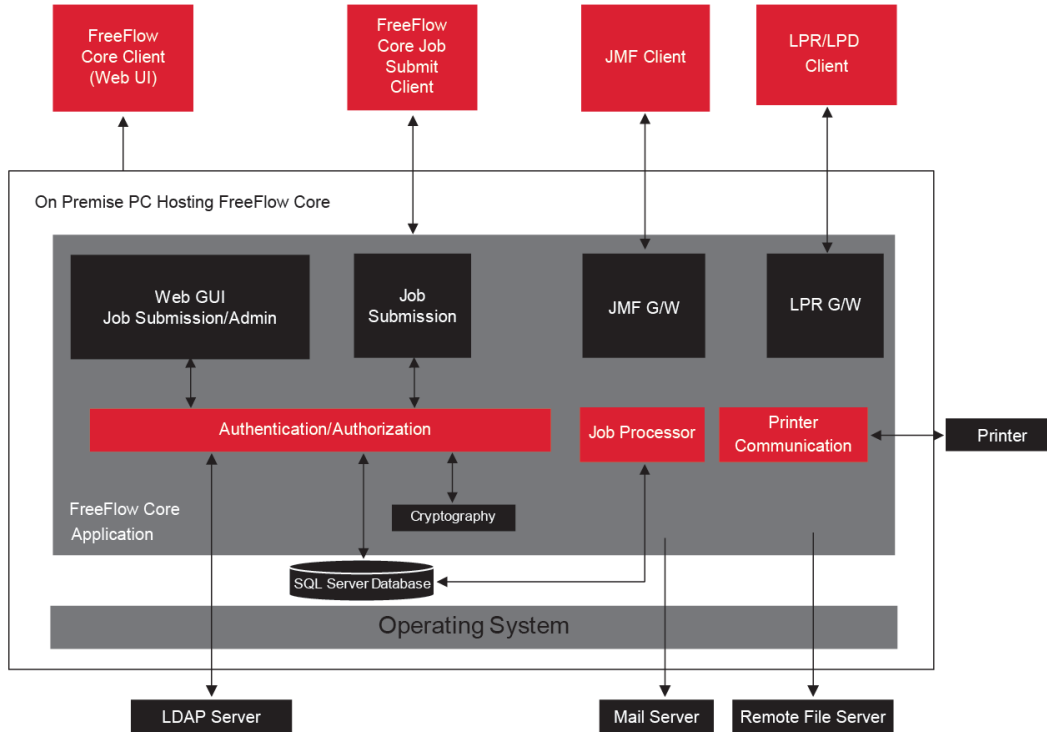 FreeFlow
Core Client
(Web UI)
FreeFlow
Core Job
Submit
Client
JMF Client
LPR/LPD
Client
On Premise PC Hosting FreeFlow Core
Web GUI
Job Submission/Admin
Job
Submission
JMF G/W
LPR G/W
Authentication/Authorization
Job Processor
Printer
Communication
Printer
FreeFlow Core
Application
Cryptography
SQL Server Database
Operating System
LDAP Server
Mail Server
Remote File Server